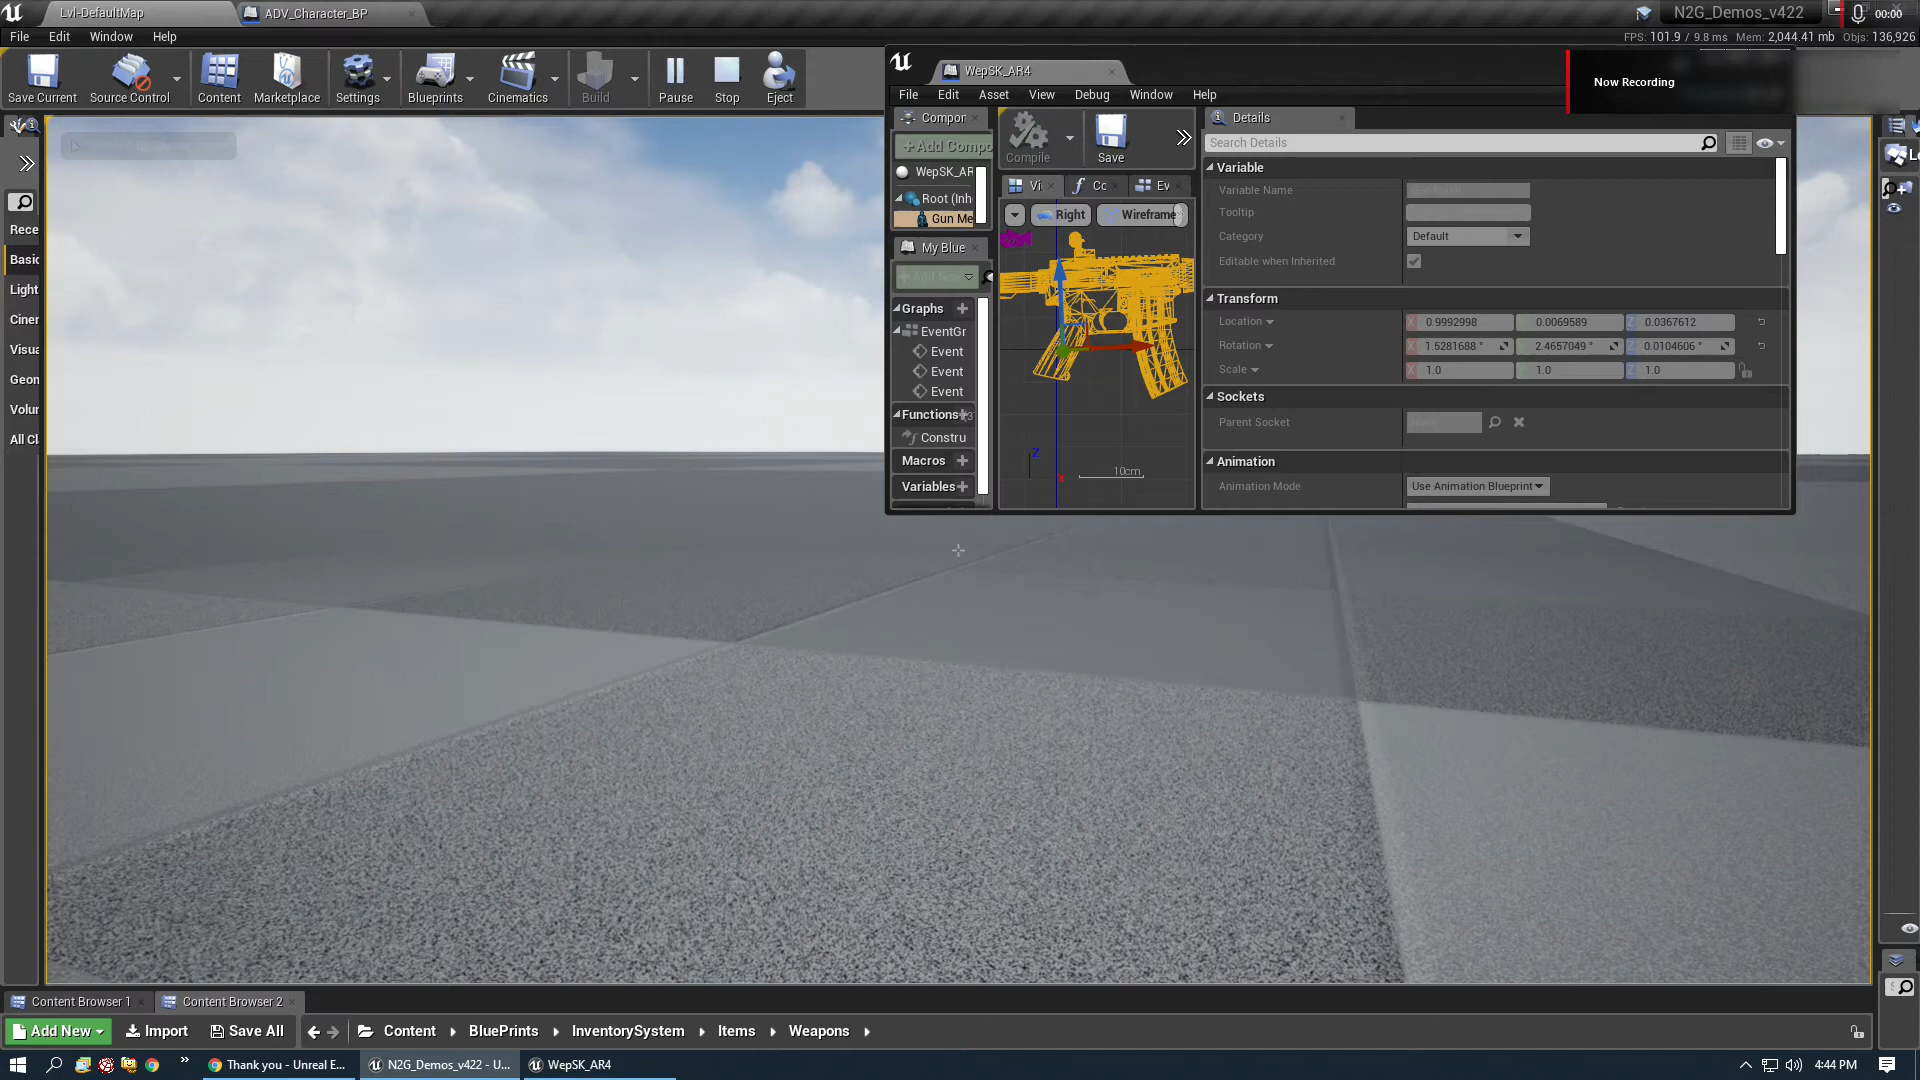 Lvl-DefaultMap
ADV_Character_BP
N2G_Demos_v422
00:00
File Edit Window Help
FPS: 101.9 / 9.8 ms Mem: 2,044.41 mb Objs: 136,926
Save Current
Source Control
Content
Marketplace
Settings
Blueprints
Cinematics
Build
Pause
Stop
Eject
WepSK_AR4
Now Recording
File Edit Asset View Debug Window Help
Compor
+Add Compo
WepSK_AR
Root (Inh
Gun Me
My Blue
+Add New
Graphs
EventGr
Event
Event
Event
Functions
Constru
Macros
Variables
Compile
Save
Vi
Co
Ev
Right
Wireframe
Z
X
10cm
Details
Search Details
Variable
Variable Name
Tooltip
Category
Default
Editable when Inherited
Transform
Location
X 0.9992998
0.0069589
Z 0.0367612
Rotation
X 1.5281688 °
2.4657049 °
Z 0.0104606 °
Scale
X 1.0
1.0
Z 1.0
Sockets
Parent Socket
Animation
Animation Mode
Use Animation Blueprint
Rece
Basic
Light
Ciner
Visua
Geon
Volur
All Cl
Content Browser 1
Content Browser 2
Add New
Import
Save All
Content
BluePrints
InventorySystem
Items
Weapons
Thank you - Unreal E...
N2G_Demos_v422 - U...
WepSK_AR4
4:44 PM